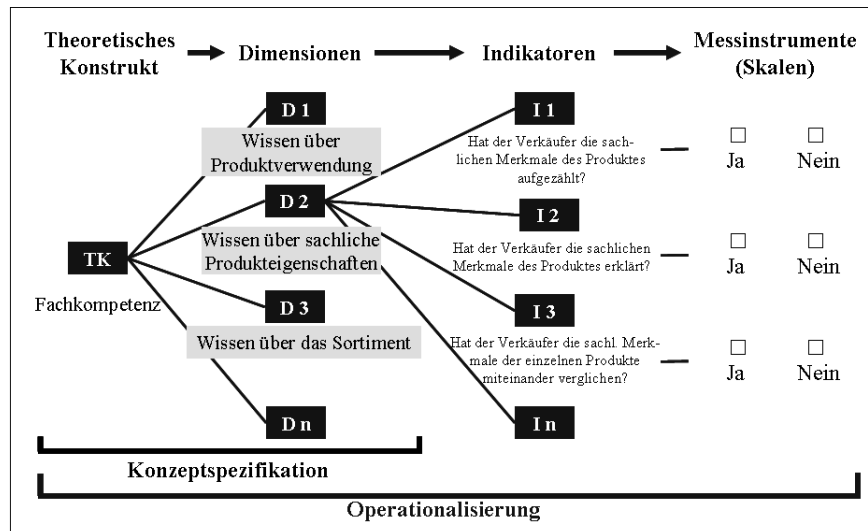 Theoretisches
Konstrukt
Dimensionen
Indikatoren
Messinstrumente
(Skalen)
D 1
Wissen über
Produktverwendung
D 2
Wissen über sachliche
Produkteigenschaften
TK
Fachkompetenz
D 3
Wissen über das Sortiment
D n
I 1
Hat der Verkäufer die sach-
lichen Merkmale des Produktes
aufgezählt?
Ja Nein
I 2
Hat der Verkäufer die sachlichen
Merkmale des Produktes erklärt?
Ja Nein
I 3
Hat der Verkäufer die sachl. Merk-
male der einzelnen Produkte
miteinander verglichen?
Ja Nein
I n
Konzeptspezifikation
Operationalisierung